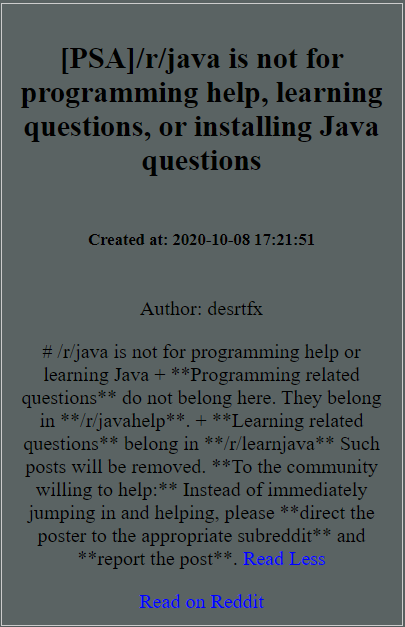 [PSA]/r/java is not for
programming help, learning
questions, or installing Java
questions
Created at: 2020-10-08 17:21:51
Author: desrtfx
# /r/java is not for programming help or
learning Java + **Programming related
questions** do not belong here. They belong
in **/r/javahelp**. + **Learning related
questions** belong in **/r/learnjava** Such
posts will be removed. **To the community
willing to help:** Instead of immediately
jumping in and helping, please **direct the
poster to the appropriate subreddit** and
**report the post**. Read Less
Read on Reddit